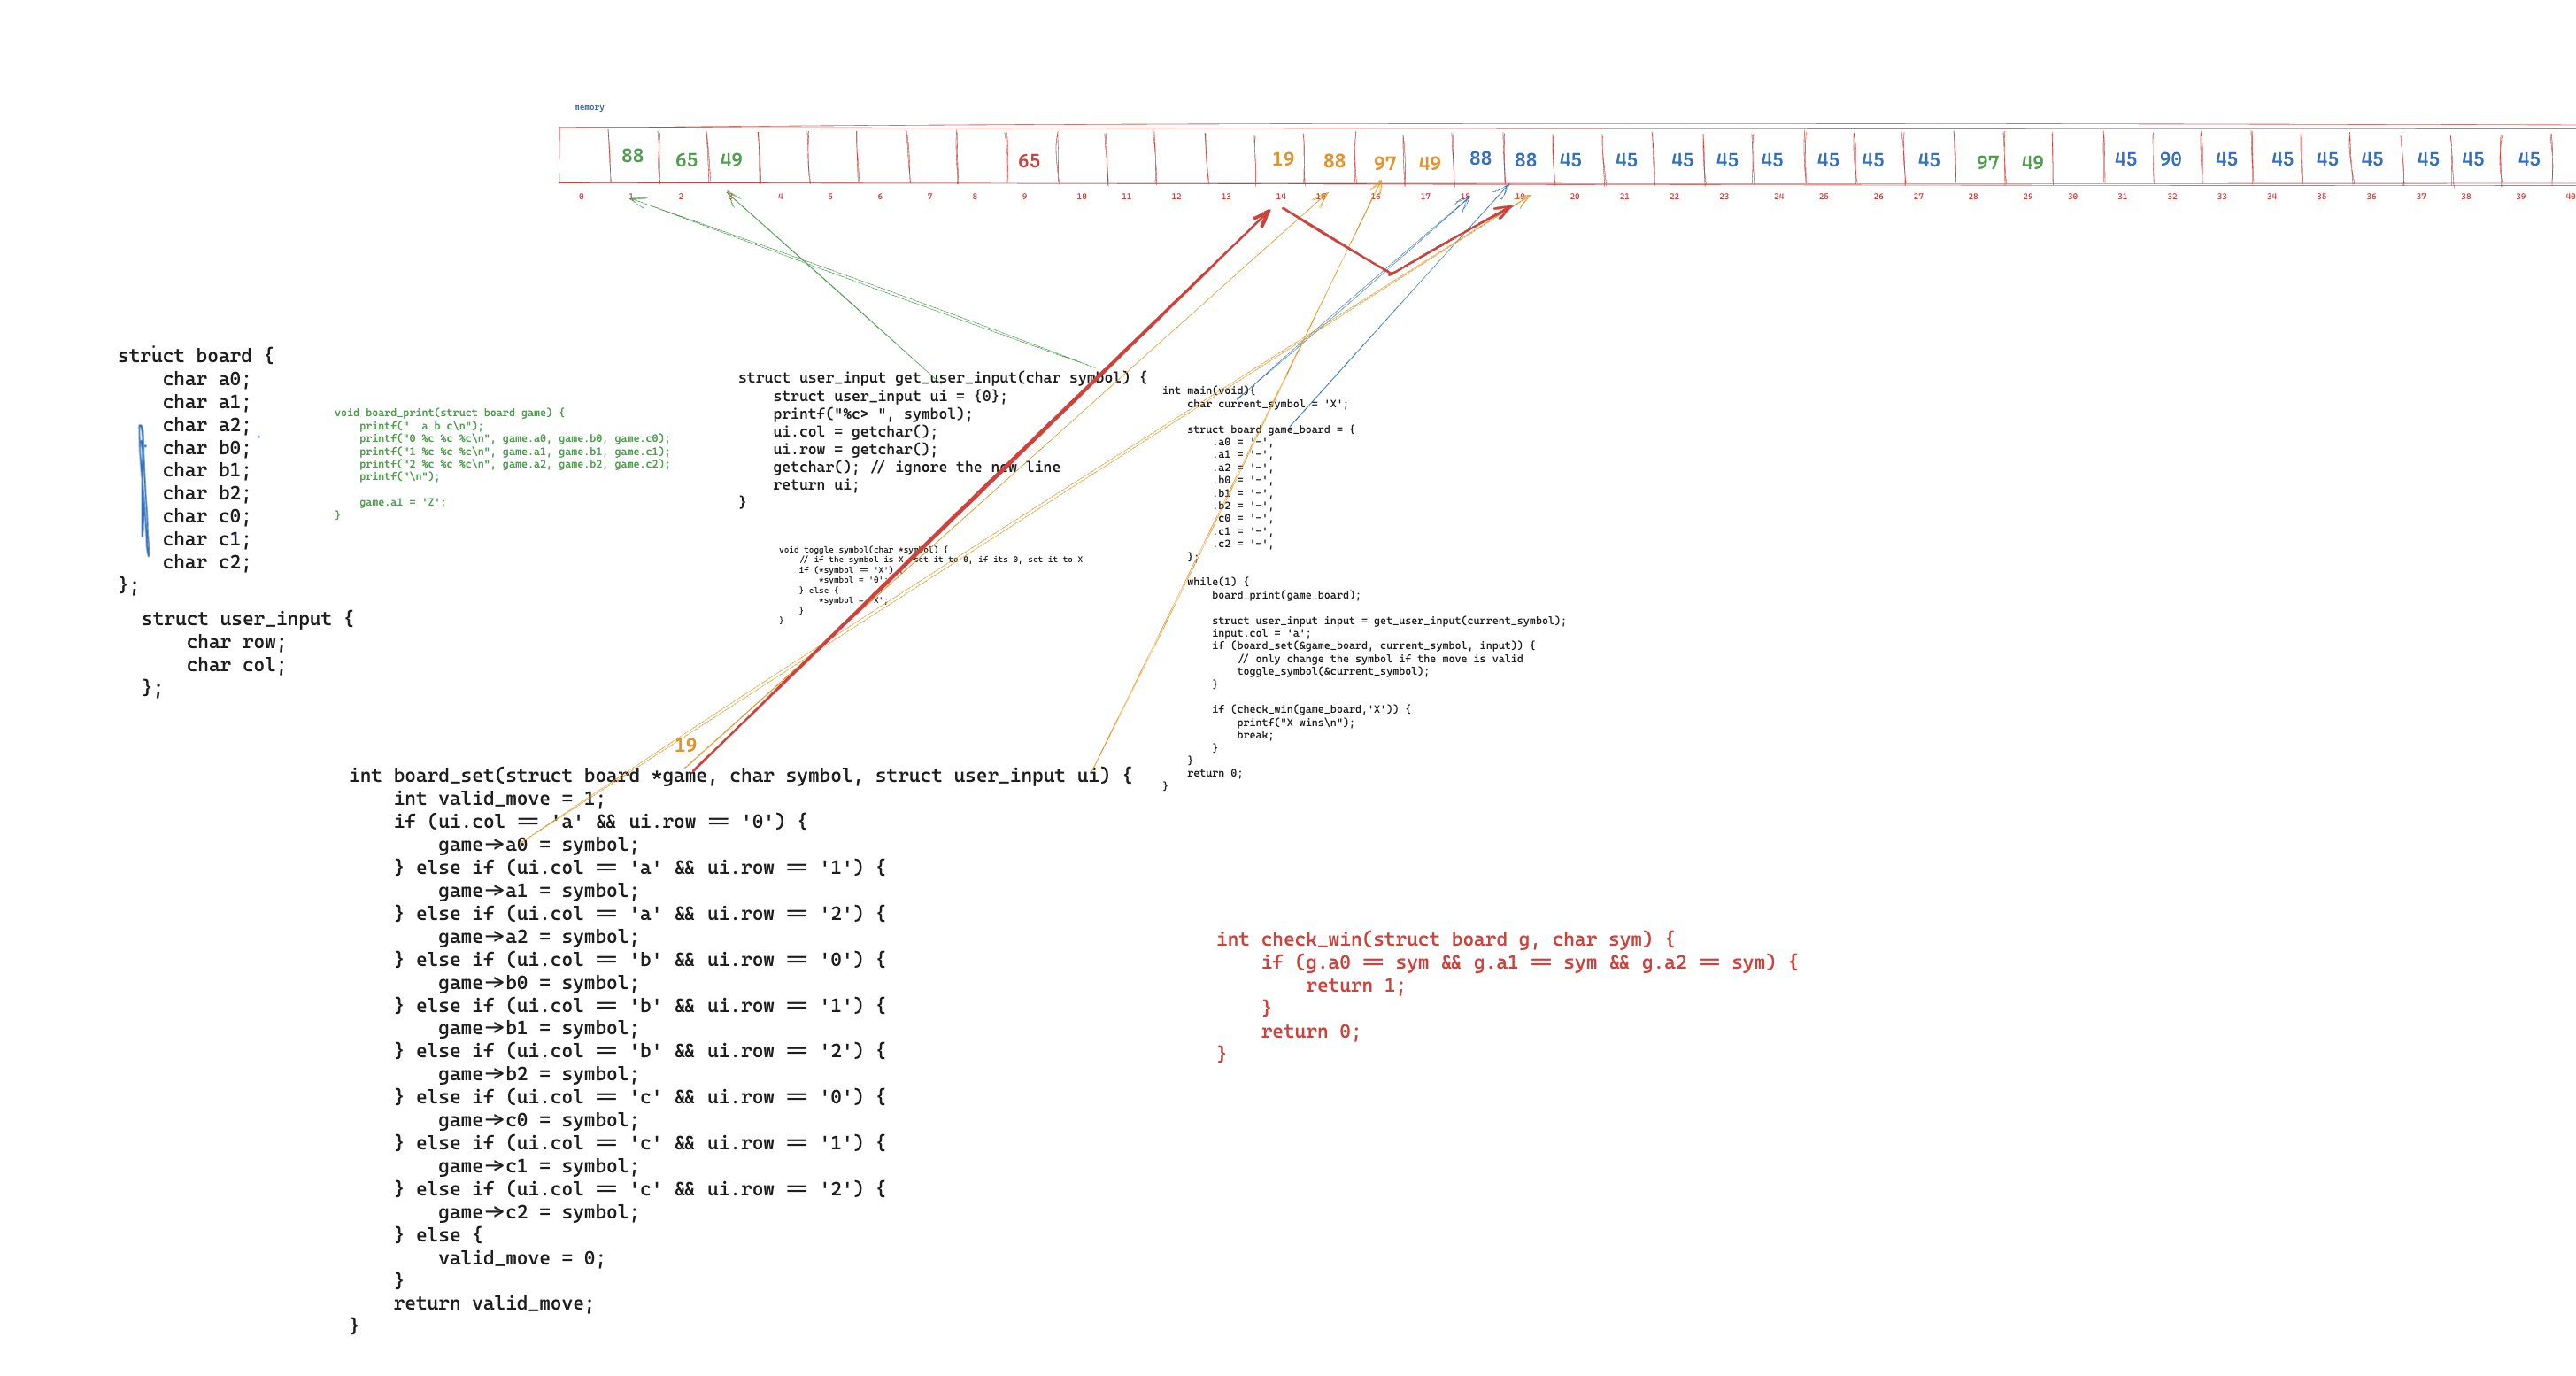 memory
88 65 49 65 19 88 97 49 88 88 45 45 45 45 45 45 45 45 97 49 45 90 45 45 45 45 45 45 45
0 1 2 3 4 5 6 7 8 9 10 11 12 13 14 15 16 17 18 19 20 21 22 23 24 25 26 27 28 29 30 31 32 33 34 35 36 37 38 39 40
struct board {
char a0;
char a1;
char a2;
char b0;
char b1;
char b2;
char c0;
char c1;
char c2;
};
struct user_input {
char row;
char col;
};
void board_print(struct board game) {
printf("  a b c\n");
printf("0 %c %c %c\n", game.a0, game.b0, game.c0);
printf("1 %c %c %c\n", game.a1, game.b1, game.c1);
printf("2 %c %c %c\n", game.a2, game.b2, game.c2);
printf("\n");
game.a1 = 'Z';
}
struct user_input get_user_input(char symbol) {
struct user_input ui = {0};
printf("%c> ", symbol);
ui.col = getchar();
ui.row = getchar();
getchar(); // ignore the new line
return ui;
}
void toggle_symbol(char *symbol) {
// if the symbol is X, set it to 0, if its 0, set it to X
if (*symbol == 'X') {
*symbol = '0';
} else {
*symbol = 'X';
}
}
int main(void){
char current_symbol = 'X';
struct board game_board = {
.a0 = '-',
.a1 = '-',
.a2 = '-',
.b0 = '-',
.b1 = '-',
.b2 = '-',
.c0 = '-',
.c1 = '-',
.c2 = '-',
};
while(1) {
board_print(game_board);
struct user_input input = get_user_input(current_symbol);
input.col = 'a';
if (board_set(&game_board, current_symbol, input)) {
// only change the symbol if the move is valid
toggle_symbol(&current_symbol);
}
if (check_win(game_board,'X')) {
printf("X wins\n");
break;
}
}
return 0;
}
19
int board_set(struct board *game, char symbol, struct user_input ui) {
int valid_move = 1;
if (ui.col == 'a' && ui.row == '0') {
game->a0 = symbol;
} else if (ui.col == 'a' && ui.row == '1') {
game->a1 = symbol;
} else if (ui.col == 'a' && ui.row == '2') {
game->a2 = symbol;
} else if (ui.col == 'b' && ui.row == '0') {
game->b0 = symbol;
} else if (ui.col == 'b' && ui.row == '1') {
game->b1 = symbol;
} else if (ui.col == 'b' && ui.row == '2') {
game->b2 = symbol;
} else if (ui.col == 'c' && ui.row == '0') {
game->c0 = symbol;
} else if (ui.col == 'c' && ui.row == '1') {
game->c1 = symbol;
} else if (ui.col == 'c' && ui.row == '2') {
game->c2 = symbol;
} else {
valid_move = 0;
}
return valid_move;
}
int check_win(struct board g, char sym) {
if (g.a0 == sym && g.a1 == sym && g.a2 == sym) {
return 1;
}
return 0;
}